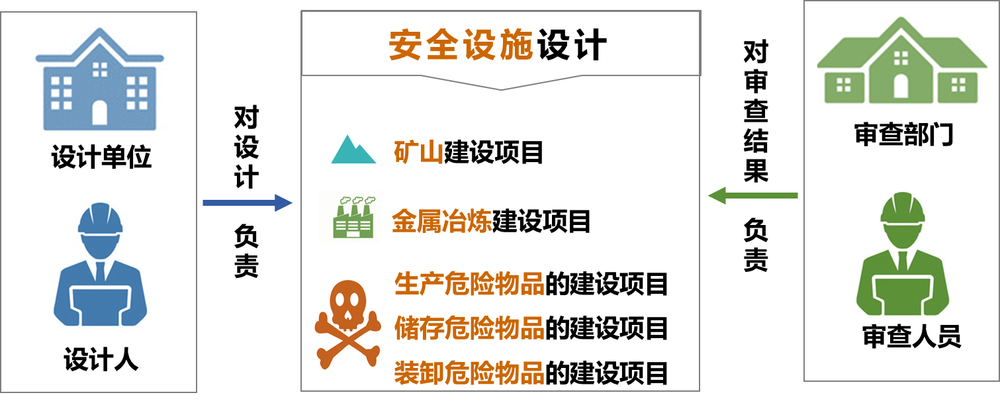 设计单位
设计人
对设计
负责
安全设施设计
矿山建设项目
金属冶炼建设项目
生产危险物品的建设项目
储存危险物品的建设项目
装卸危险物品的建设项目
对审查结果
负责
审查部门
审查人员